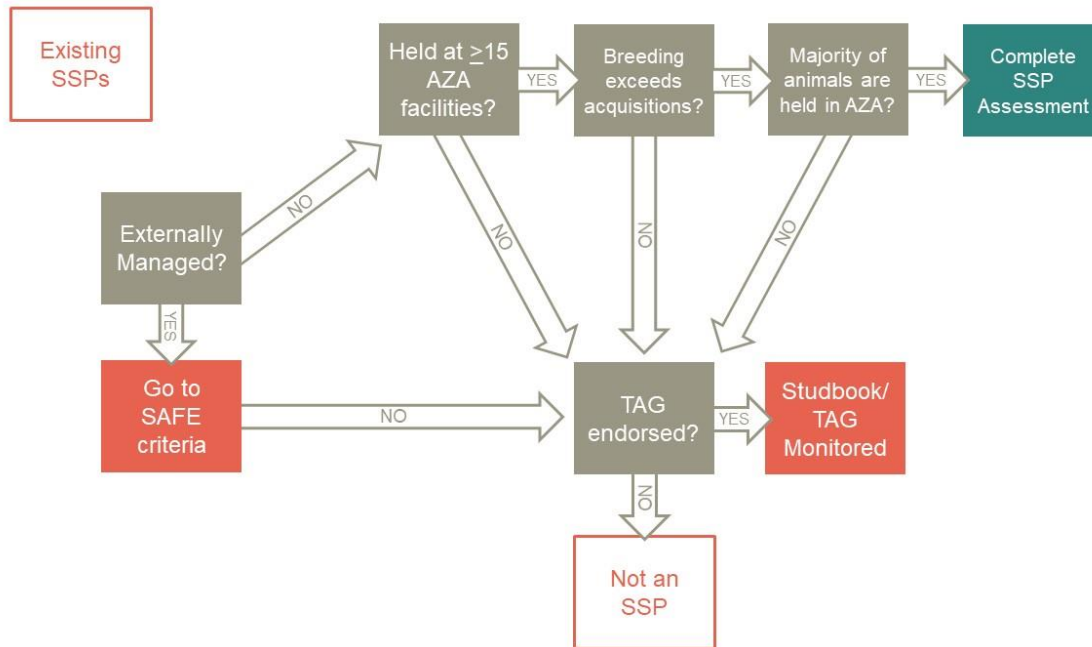 Existing
SSPs
Held at ≥15
AZA
facilities?
YES
Breeding
exceeds
acquisitions?
YES
Majority of
animals are
held in AZA?
YES
Complete
SSP
Assessment
NO
NO
NO
NO
Externally
Managed?
YES
Go to
SAFE
criteria
NO
TAG
endorsed?
YES
Studbook/
TAG
Monitored
NO
Not an
SSP